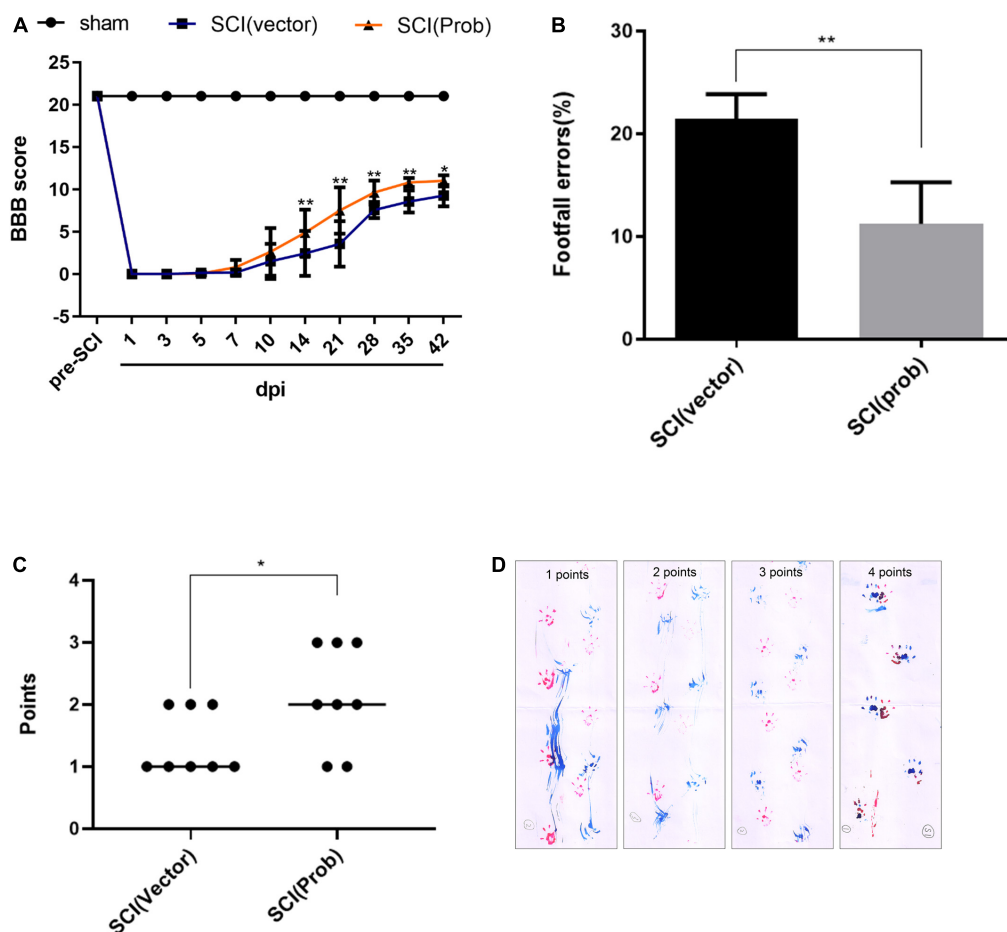 A
sham
SCI(vector)
SCI(Prob)
BBB score
25
20
15
10
5
0
-5
** ** ** ** *
pre-SCI 1 3 5 7 10 14 21 28 35 42
dpi
B
Footfall errors(%)
30
20
10
0
**
SCI(vector)
SCI(prob)
C
Points
4
3
2
1
0
*
SCI(Vector)
SCI(Prob)
D
1 points
2 points
3 points
4 points